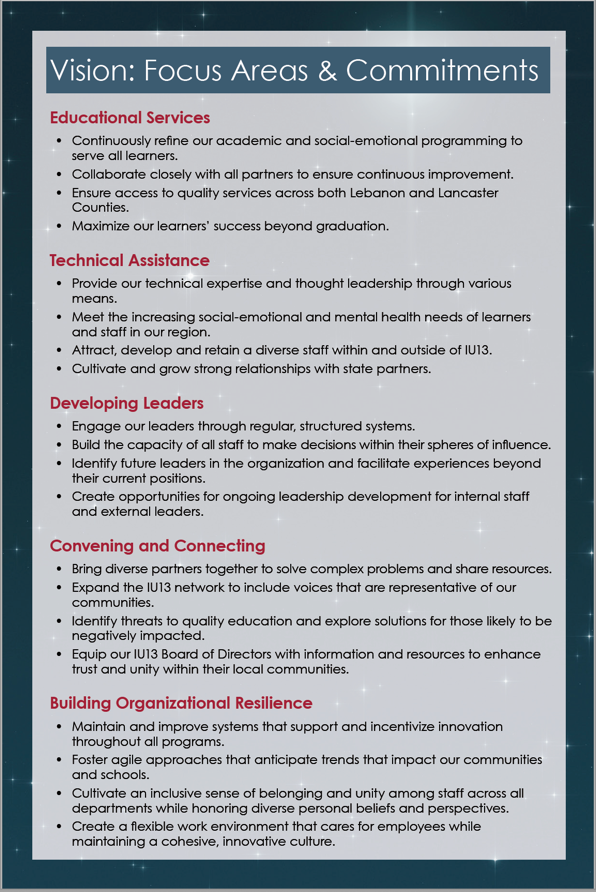 Vision: Focus Areas & Commitments
Educational Services
• Continuously refine our academic and social-emotional programming to
serve all learners.
• Collaborate closely with all partners to ensure continuous improvement.
• Ensure access to quality services across both Lebanon and Lancaster
Counties.
• Maximize our learners' success beyond graduation.
Technical Assistance
• Provide our technical expertise and thought leadership through various
means.
• Meet the increasing social-emotional and mental health needs of learners
and staff in our region.
• Attract, develop and retain a diverse staff within and outside of IU13.
• Cultivate and grow strong relationships with state partners.
Developing Leaders
• Engage our leaders through regular, structured systems.
• Build the capacity of all staff to make decisions within their spheres of influence.
• Identify future leaders in the organization and facilitate experiences beyond
their current positions.
• Create opportunities for ongoing leadership development for internal staff
and external leaders.
Convening and Connecting
• Bring diverse partners together to solve complex problems and share resources.
• Expand the IU13 network to include voices that are representative of our
communities.
• Identify threats to quality education and explore solutions for those likely to be
negatively impacted.
• Equip our IU13 Board of Directors with information and resources to enhance
trust and unity within their local communities.
Building Organizational Resilience
• Maintain and improve systems that support and incentivize innovation
throughout all programs.
• Foster agile approaches that anticipate trends that impact our communities
and schools.
• Cultivate an inclusive sense of belonging and unity among staff across all
departments while honoring diverse personal beliefs and perspectives.
• Create a flexible work environment that cares for employees while
maintaining a cohesive, innovative culture.